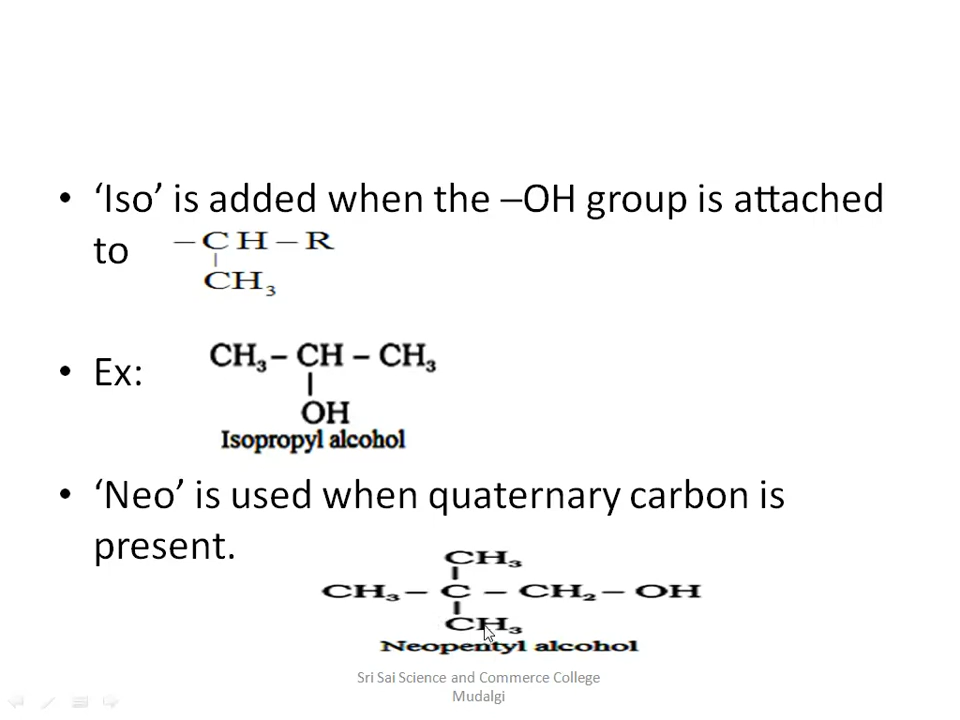 • ‘Iso’ is added when the –OH group is attached
to – CH – R
|
CH₃
• Ex:
CH₃ – CH – CH₃
|
OH
Isopropyl alcohol
• ‘Neo’ is used when quaternary carbon is
present.
CH₃
|
CH₃ – C – CH₂ – OH
|
CH₃
Neopentyl alcohol
Sri Sai Science and Commerce College
Mudalgi